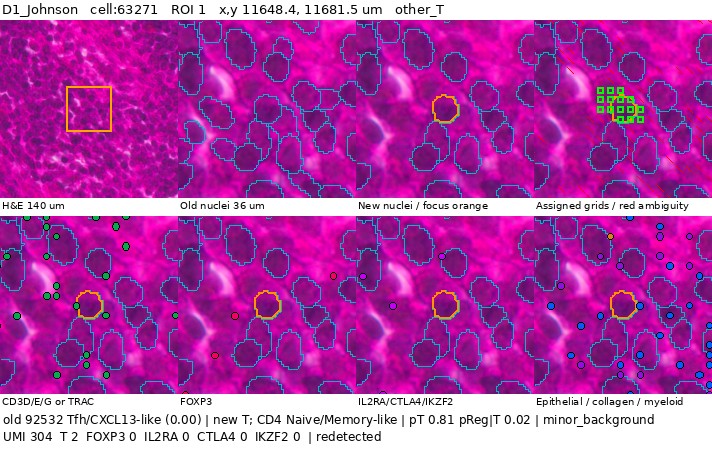 D1_Johnson cell:63271 ROI 1 x,y 11648.4, 11681.5 um other_T
H&E 140 um
Old nuclei 36 um
New nuclei / focus orange
Assigned grids / red ambiguity
CD3D/E/G or TRAC
FOXP3
IL2RA/CTLA4/IKZF2
Epithelial / collagen / myeloid
old 92532 Tfh/CXCL13-like (0.00) | new T; CD4 Naive/Memory-like | pT 0.81 pReg|T 0.02 | minor_background
UMI 304 T 2 FOXP3 0 IL2RA 0 CTLA4 0 IKZF2 0 | redetected